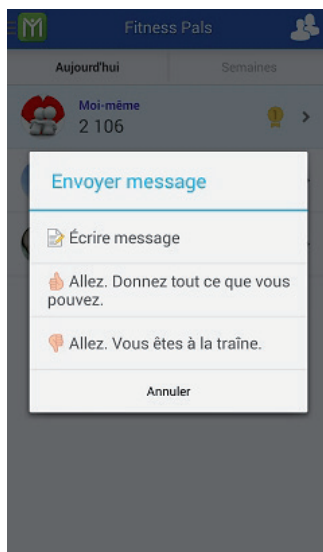 Fitness Pals
Aujourd'hui
Semaines
Moi-même
2 106
Envoyer message
Écrire message
Allez. Donnez tout ce que vous
pouvez.
Allez. Vous êtes à la traîne.
Annuler